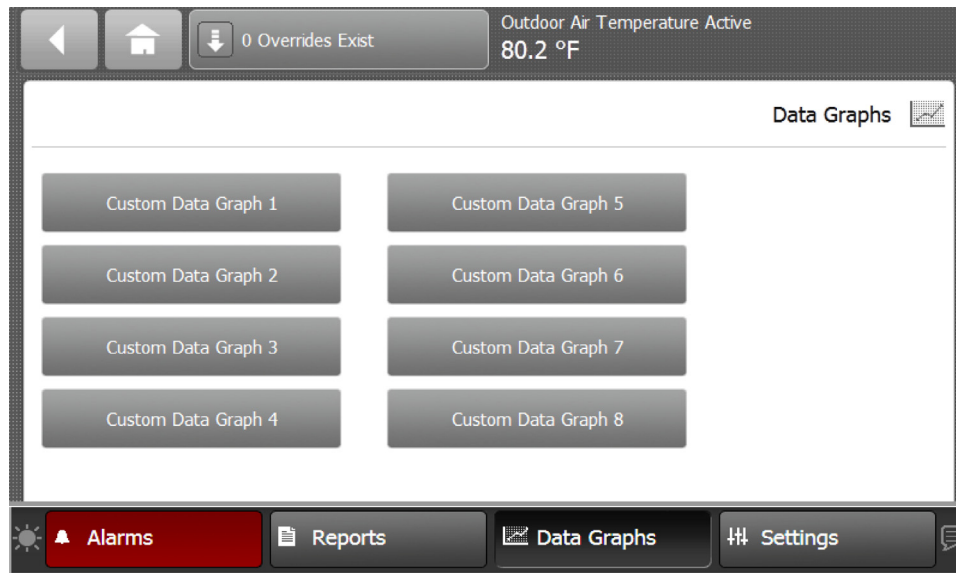 0 Overrides Exist
Outdoor Air Temperature Active
80.2 ºF
Data Graphs
Custom Data Graph 1
Custom Data Graph 5
Custom Data Graph 2
Custom Data Graph 6
Custom Data Graph 3
Custom Data Graph 7
Custom Data Graph 4
Custom Data Graph 8
Alarms
Reports
Data Graphs
Settings